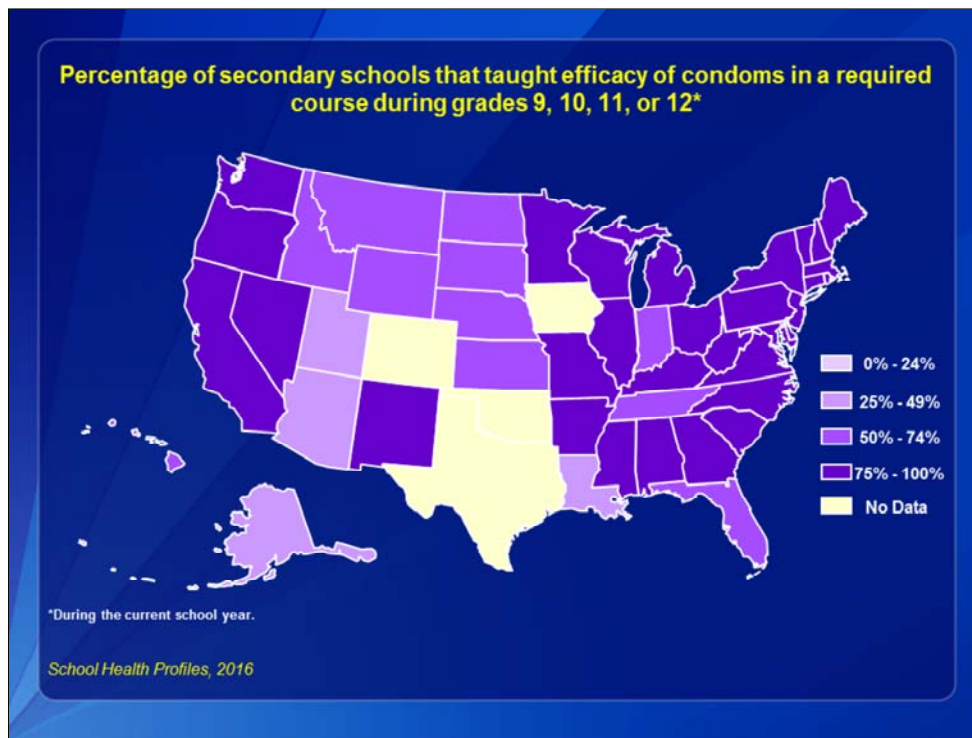 Percentage of secondary schools that taught efficacy of condoms in a required
course during grades 9, 10, 11, or 12*
0% - 24%
25% - 49%
50% - 74%
75% - 100%
No Data
*During the current school year.
School Health Profiles, 2016